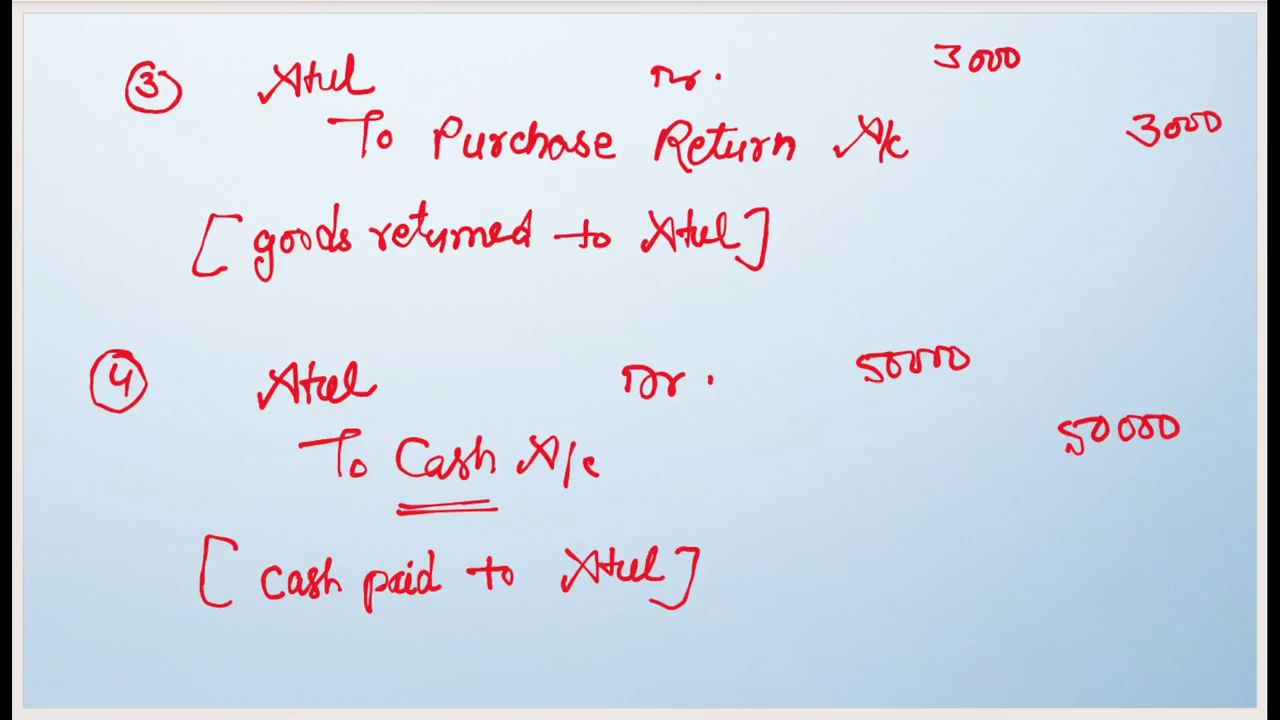 3 Atul Dr. 3000
To Purchase Return A/c 3000
[goods returned to Atul]
4 Atul Dr. 50000
To Cash A/c 50000
[cash paid to Atul]